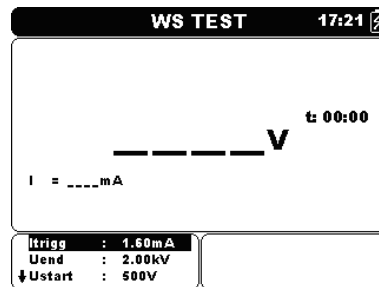 WS TEST 17:21
t: 00:00
____V
I = ____mA
Itrigg : 1.60mA
Uend : 2.00kV
↓Ustart : 500V